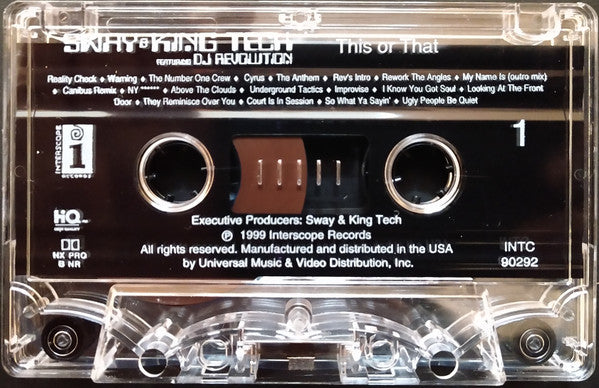 SWAY & KING TECH This or That
FEATURING DJ REVOLUTION
Reality Check ♦ Warning ♦ The Number One Crew ♦ Cyrus ♦ The Anthem ♦ Rev's Intro ♦ Rework The Angles ♦ My Name Is (outro mix)
♦ Canibus Remix ♦ NY ****** ♦ Above The Clouds ♦ Underground Tactics ♦ Improvise ♦ I Know You Got Soul ♦ Looking At The Front
Door ♦ They Reminisce Over You ♦ Court Is In Session ♦ So What Ya Sayin' ♦ Ugly People Be Quiet
INTERSCOPE
1
RECORDS
1
HQ
HIGH QUALITY
HX PRO
B NR
Executive Producers: Sway & King Tech
℗ 1999 Interscope Records
All rights reserved. Manufactured and distributed in the USA
by Universal Music & Video Distribution, Inc.
INTC
90292